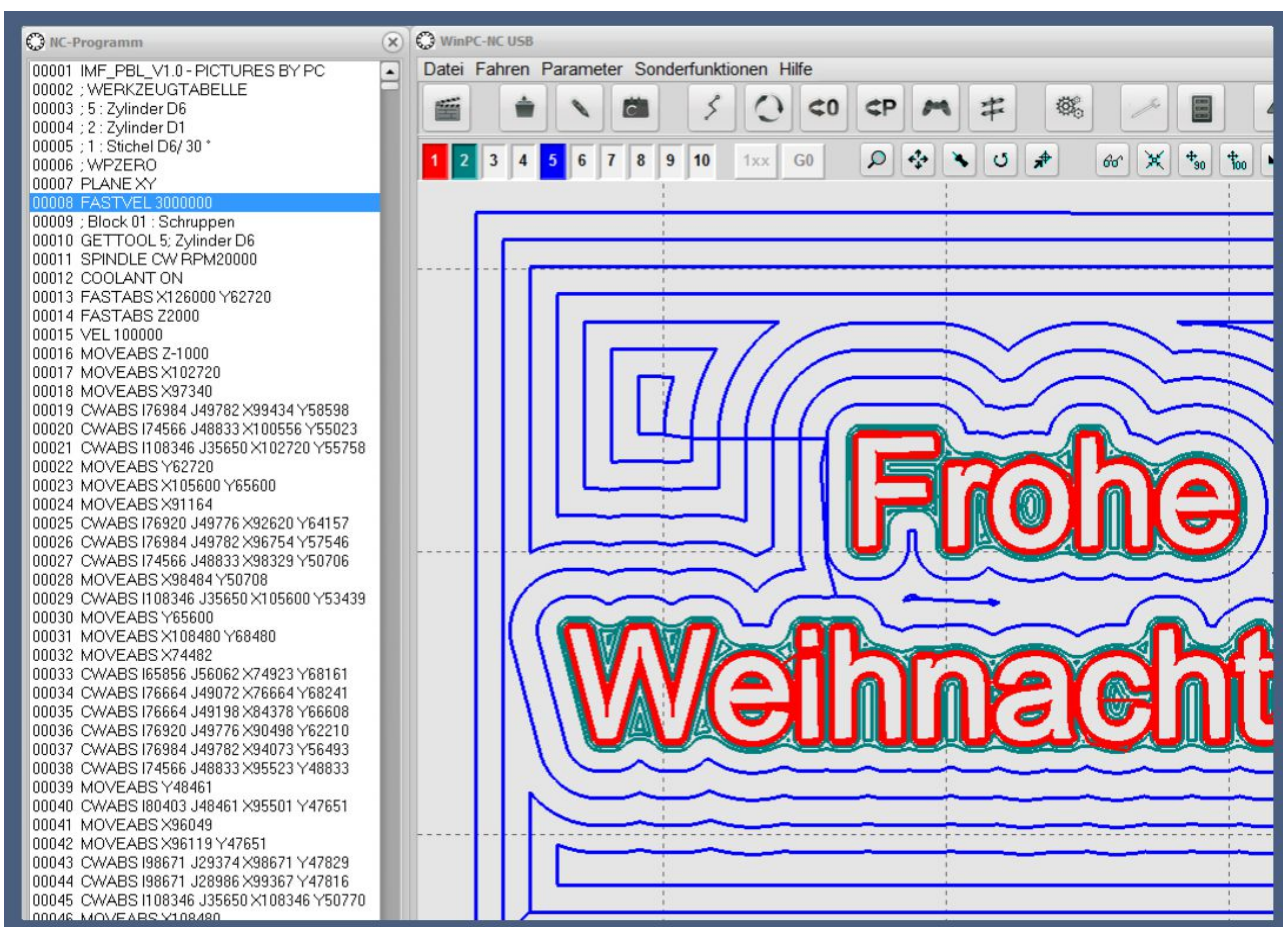 NC-Programm
00001 IMF_PBL_V1.0 - PICTURES BY PC
00002 ; WERKZEUGTABELLE
00003 ; 5 : Zylinder D6
00004 ; 2 : Zylinder D1
00005 ; 1 : Stichel D6/ 30 °
00006 ; WPZERO
00007 PLANE XY
00008 FASTVEL 3000000
00009 ; Block 01 : Schruppen
00010 GETTOOL 5; Zylinder D6
00011 SPINDLE CW RPM20000
00012 COOLANT ON
00013 FASTABS X126000 Y62720
00014 FASTABS Z2000
00015 VEL 100000
00016 MOVEABS Z-1000
00017 MOVEABS X102720
00018 MOVEABS X97340
00019 CWABS I76984 J49782 X99434 Y58598
00020 CWABS I74566 J48833 X100556 Y55023
00021 CWABS I108346 J35650 X102720 Y55758
00022 MOVEABS Y62720
00023 MOVEABS X105600 Y65600
00024 MOVEABS X91164
00025 CWABS I76920 J49776 X92620 Y64157
00026 CWABS I76984 J49782 X96754 Y57546
00027 CWABS I74566 J48833 X98329 Y50706
00028 MOVEABS X98484 Y50708
00029 CWABS I108346 J35650 X105600 Y53439
00030 MOVEABS Y65600
00031 MOVEABS X108480 Y68480
00032 MOVEABS X74482
00033 CWABS I65856 J56062 X74923 Y68161
00034 CWABS I76664 J49072 X76664 Y68241
00035 CWABS I76664 J49198 X84378 Y66608
00036 CWABS I76920 J49776 X90498 Y62210
00037 CWABS I76984 J49782 X94073 Y56493
00038 CWABS I74566 J48833 X95523 Y48833
00039 MOVEABS Y48461
00040 CWABS I80403 J48461 X95501 Y47651
00041 MOVEABS X96049
00042 MOVEABS X96119 Y47651
00043 CWABS I98671 J29374 X98671 Y47829
00044 CWABS I98671 J28986 X99367 Y47816
00045 CWABS I108346 J35650 X108346 Y50770
00046 MOVEABS X108480
WinPC-NC USB
Datei Fahren Parameter Sonderfunktionen Hilfe
C 0 P
1 2 3 4 5 6 7 8 9 10 1xx G0 90 100
Frohe
Weihnacht